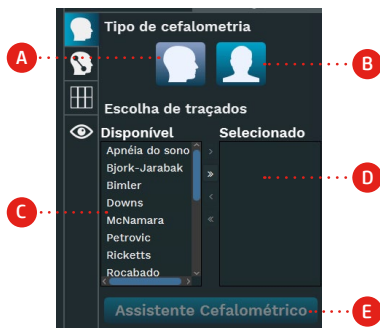 Tipo de cefalometria
A
B
Escolha de traçados
Disponível Selecionado
Apnéia do sono
Bjork-Jarabak
Bimler
Downs
McNamara
Petrovic
Ricketts
Rocabado
C
D
Assistente Cefalométrico
E